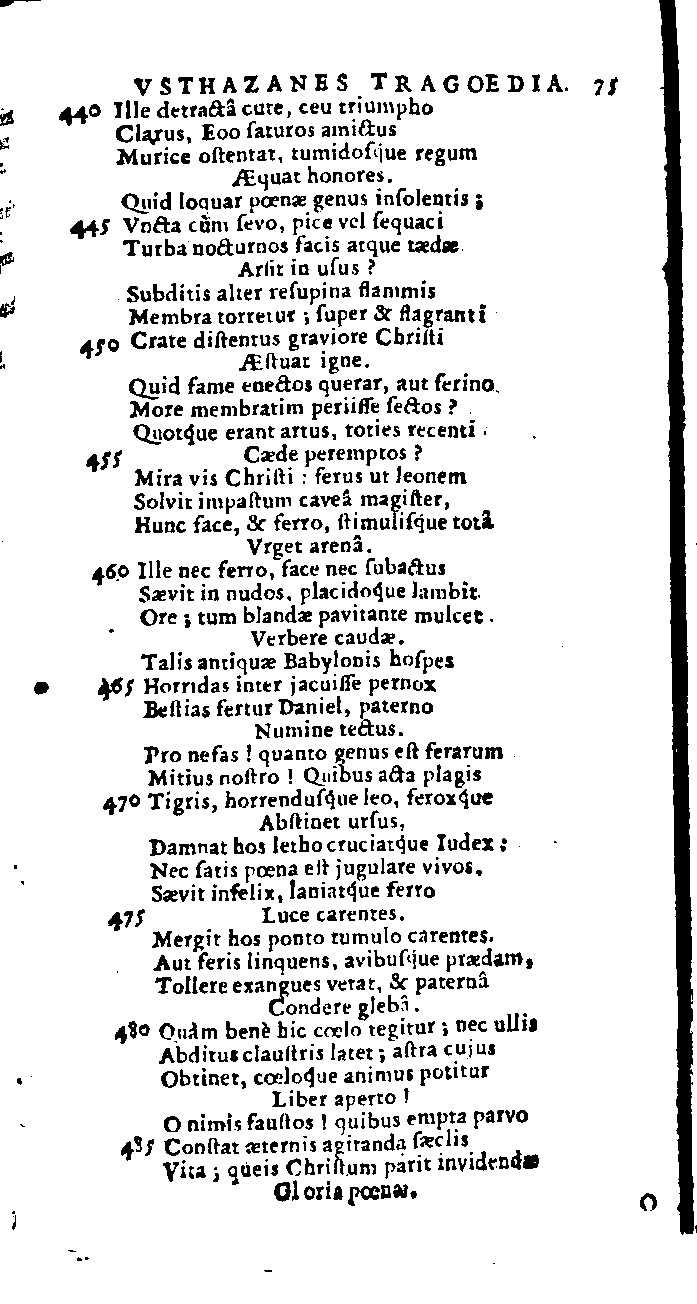 VSTHAZANES TRAGOEDIA. 75
440 Ille detractâ cute, ceu triumpho
Clarus, Eoo ſaturos amictus
Murice oſtentat, tumidoſque regum
Æquat honores.
Quid loquar pœnæ genus inſolentis;
445 Vncta cùm ſevo, pice vel ſequaci
Turba nocturnos facis atque tædæ
Arſit in uſus?
Subditis alter reſupina flammis
Membra torretur; ſuper & flagranti
450 Crate diſtentus graviore Chriſti
Æſtuat igne.
Quid fame enectos querar, aut ferino
More membratim periiſſe ſectos?
Quotque erant artus, toties recenti
455 Cæde peremptos?
Mira vis Chriſti: ferus ut leonem
Solvit impaſtum caveâ magiſter,
Hunc face, & ferro, ſtimuliſque totâ
Vrget arenâ.
460 Ille nec ferro, face nec ſubactus
Sævit in nudos, placidoque lambit
Ore; tum blandæ pavitante mulcet
Verbere caudæ.
Talis antiquæ Babylonis hoſpes
465 Horridas inter jacuiſſe pernox
Beſtias fertur Daniel, paterno
Numine tectus.
Pro nefas! quanto genus eſt ferarum
Mitius noſtro! Quibus acta plagis
470 Tigris, horrenduſque leo, feroxque
Abſtinet urſus,
Damnat hos letho cruciatque Iudex:
Nec ſatis pœna eſt jugulare vivos.
Sævit infelix, laniatque ferro
475 Luce carentes.
Mergit hos ponto tumulo carentes.
Aut feris linquens, avibuſque prædam,
Tollere exangues vetat, & paternâ
Condere glebâ.
480 Quàm benè hic cœlo tegitur; nec ullis
Abditus clauſtris latet; aſtra cujus
Obtinet, cœloque animus potitur
Liber aperto!
O nimis fauſtos! quibus empta parvo
485 Conſtat æternis agitanda ſæclis
Vita; queis Chriſtum parit invidendæ
Gloria pœnæ.